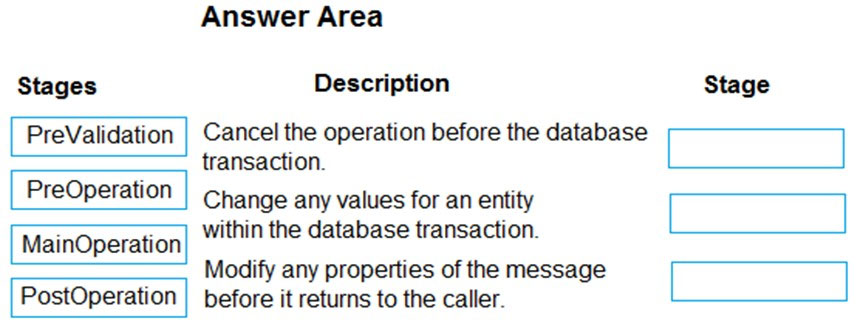 Answer Area
Stages
Description
Stage
PreValidation
PreOperation
MainOperation
PostOperation
Cancel the operation before the database
transaction.
Change any values for an entity
within the database transaction.
Modify any properties of the message
before it returns to the caller.